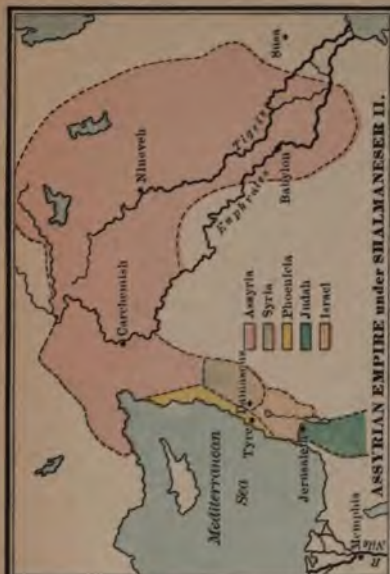 Susa
Tigris
Nineveh
Babylon
Euphrates
Carchemish
Assyria
Syria
Phoenicia
Judah
Israel
Damascus
Tyre
Mediterranean
Sea
Jerusalem
Memphis
R.
Nile
ASSYRIAN EMPIRE under SHALMANESER II.